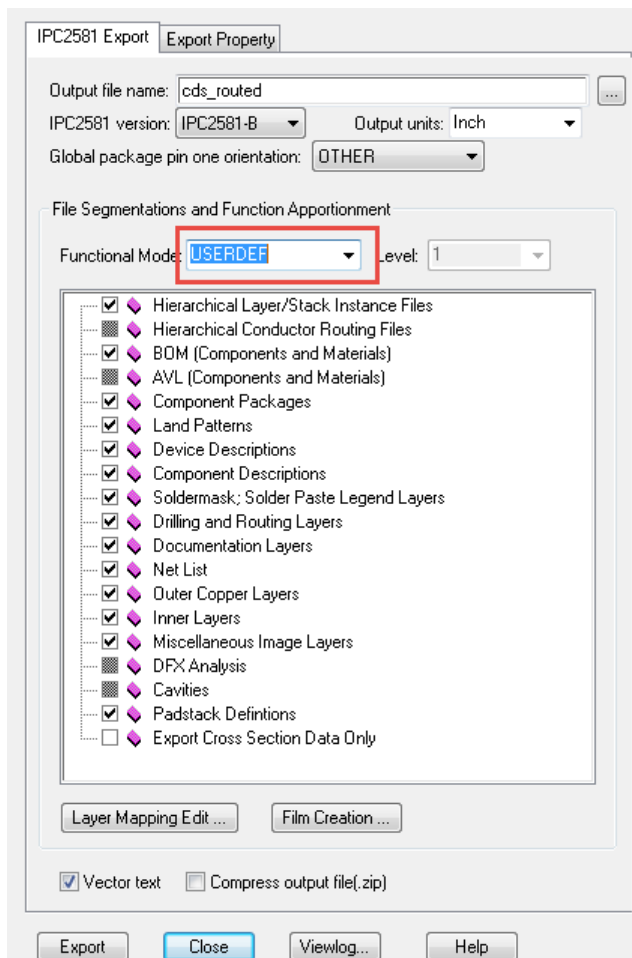 IPC2581 Export Export Property
Output file name: cds_routed ...
IPC2581 version: IPC2581-B Output units: Inch
Global package pin one orientation: OTHER
File Segmentations and Function Apportionment
Functional Mode: USERDEF Level: 1
Hierarchical Layer/Stack Instance Files
Hierarchical Conductor Routing Files
BOM (Components and Materials)
AVL (Components and Materials)
Component Packages
Land Patterns
Device Descriptions
Component Descriptions
Soldermask; Solder Paste Legend Layers
Drilling and Routing Layers
Documentation Layers
Net List
Outer Copper Layers
Inner Layers
Miscellaneous Image Layers
DFX Analysis
Cavities
Padstack Defintions
Export Cross Section Data Only
Layer Mapping Edit ... Film Creation ...
Vector text Compress output file(.zip)
Export Close Viewlog... Help